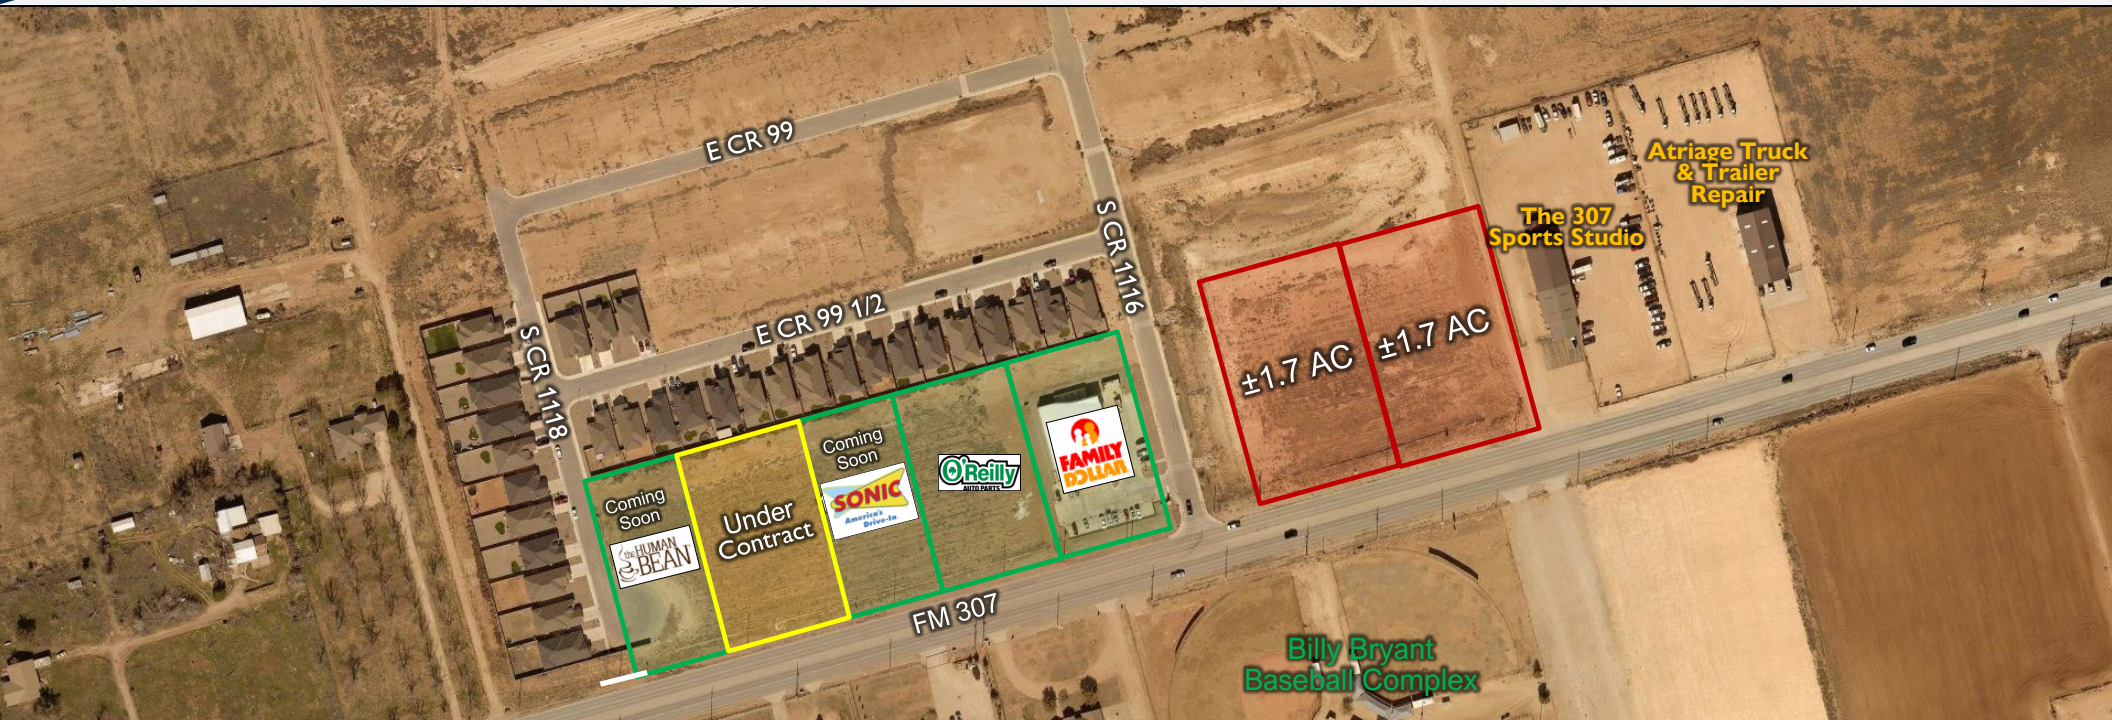 E CR 99
Atriage Truck
& Trailer
Repair
The 307
Sports Studio
S CR 1116
E CR 99 1/2
S CR 1118
±1.7 AC
±1.7 AC
Coming
Soon
the HUMAN
BEAN
Under
Contract
Coming
Soon
SONIC
America's
Drive-In
O'Reilly
AUTO PARTS
FAMILY
DOLLAR
FM 307
Billy Bryant
Baseball Complex